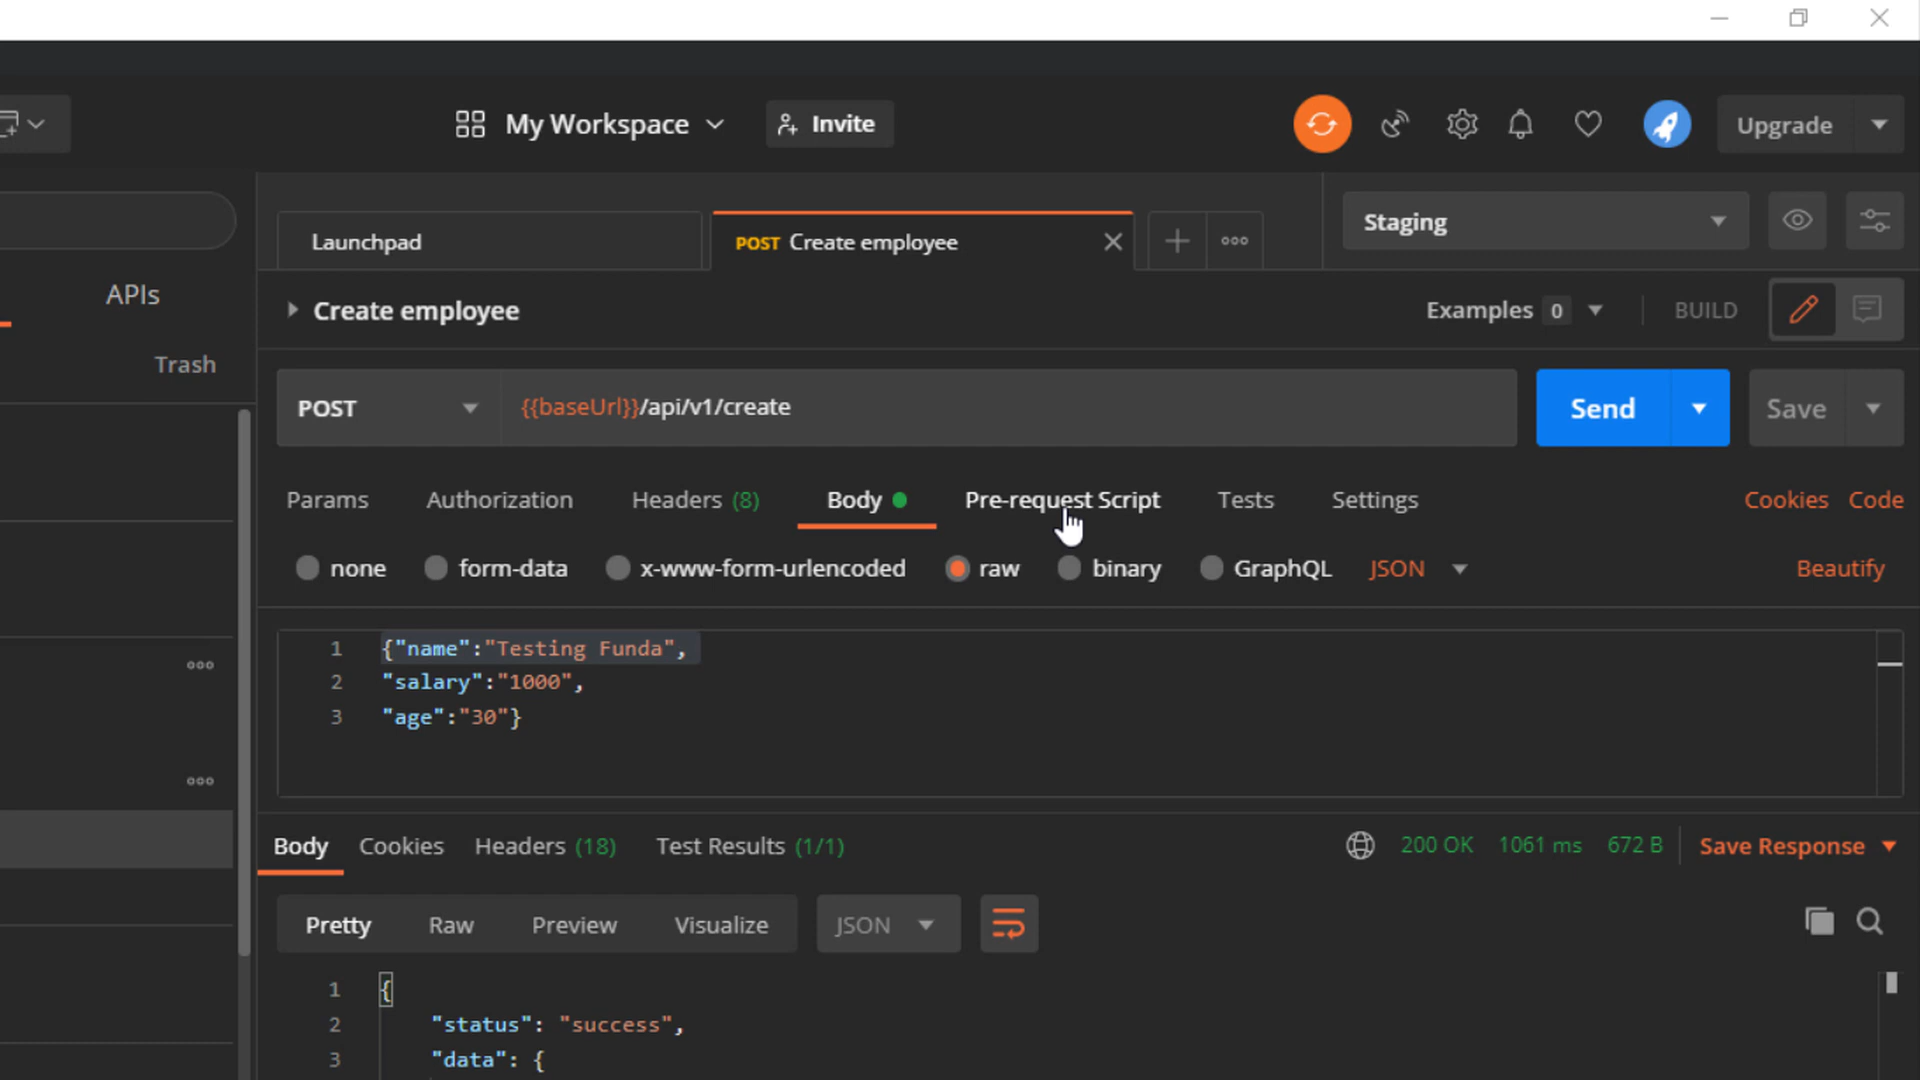 My Workspace
Invite
Upgrade
Launchpad
POST Create employee
Staging
APIs
Create employee
Examples 0
BUILD
Trash
POST
{{baseUrl}}/api/v1/create
Send
Save
Params Authorization Headers (8) Body Pre-request Script Tests Settings Cookies Code
none form-data x-www-form-urlencoded raw binary GraphQL JSON Beautify
1 {"name":"Testing Funda",
2 "salary":"1000",
3 "age":"30"}
Body Cookies Headers (18) Test Results (1/1) 200 OK 1061 ms 672 B Save Response
Pretty Raw Preview Visualize JSON
1 {
2 "status": "success",
3 "data": {